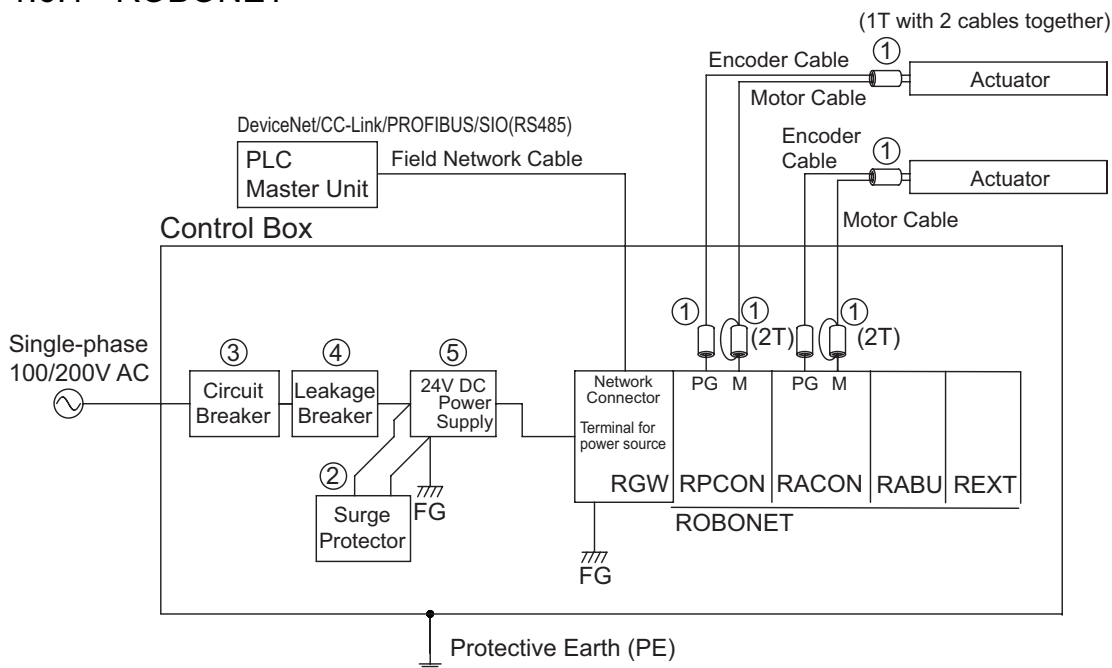 (1T with 2 cables together)
①
Encoder Cable
Actuator
Motor Cable
DeviceNet/CC-Link/PROFIBUS/SIO(RS485)
Encoder
Cable
①
PLC
Master Unit
Field Network Cable
Actuator
Motor Cable
Control Box
①
①
(2T)
①
(2T)
Single-phase
100/200V AC
③
④
⑤
Circuit
Breaker
Leakage
Breaker
24V DC
Power
Supply
Network
Connector
Terminal for
power source
PG M
PG M
RGW
RPCON
RACON
RABU
REXT
②
Surge
Protector
FG
ROBONET
FG
Protective Earth (PE)